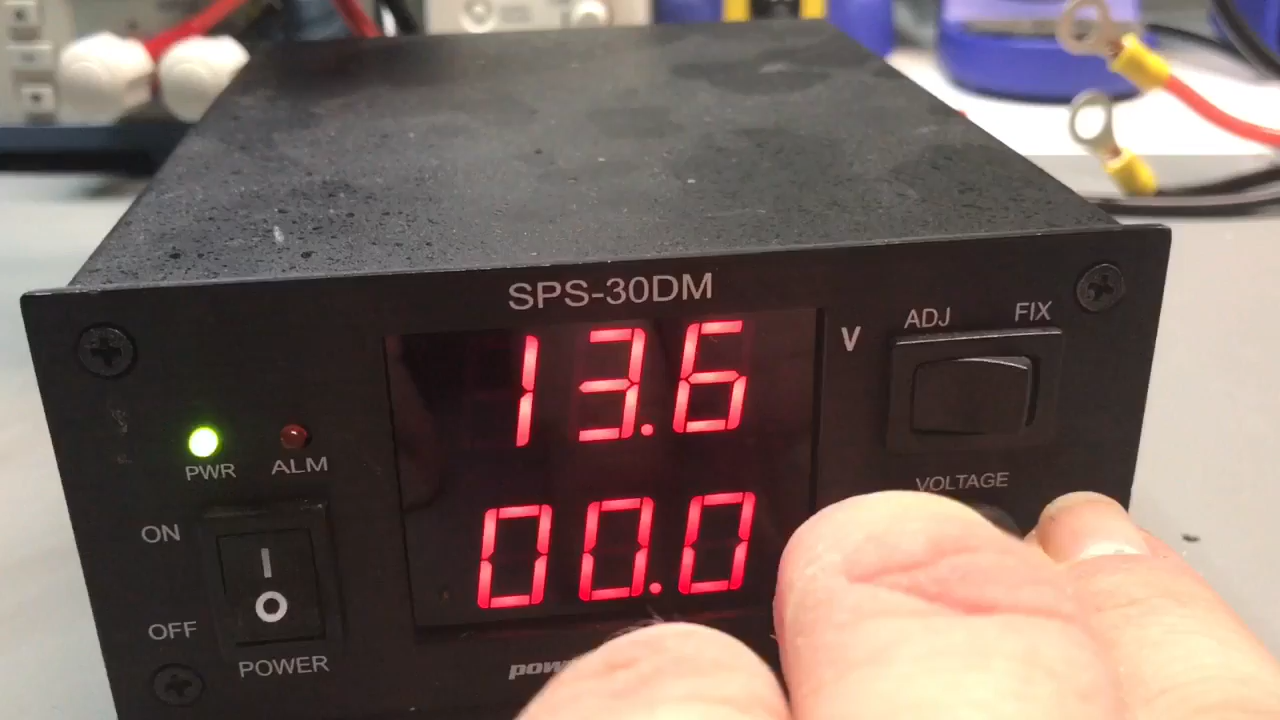 SPS-30DM
ADJ FIX
13.6 V
PWR ALM
VOLTAGE
ON
00.0
I
O
OFF
POWER